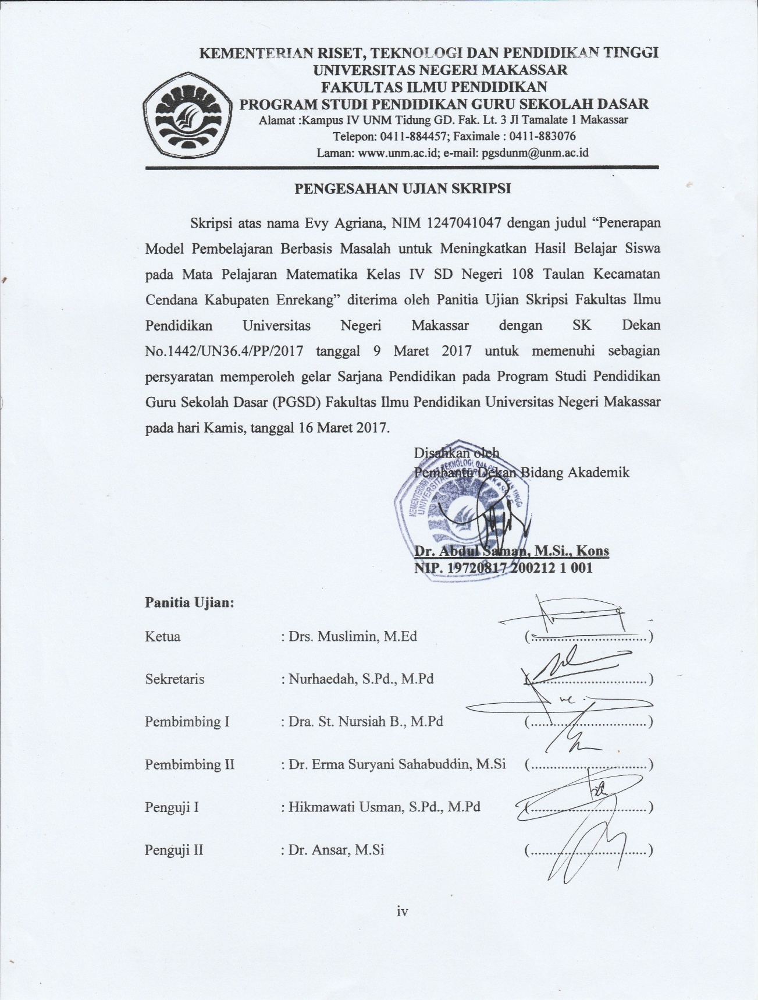 KEMENTERIAN RISET, TEKNOLOGI DAN PENDIDIKAN TINGGI
UNIVERSITAS NEGERI MAKASSAR
FAKULTAS ILMU PENDIDIKAN
PROGRAM STUDI PENDIDIKAN GURU SEKOLAH DASAR
Alamat :Kampus IV UNM Tidung GD. Fak. Lt. 3 Jl Tamalate 1 Makassar
Telepon: 0411-884457; Faximale : 0411-883076
Laman: www.unm.ac.id; e-mail: pgsdunm@unm.ac.id
PENGESAHAN UJIAN SKRIPSI
Skripsi atas nama Evy Agriana, NIM 1247041047 dengan judul “Penerapan
Model Pembelajaran Berbasis Masalah untuk Meningkatkan Hasil Belajar Siswa
pada Mata Pelajaran Matematika Kelas IV SD Negeri 108 Taulan Kecamatan
Cendana Kabupaten Enrekang” diterima oleh Panitia Ujian Skripsi Fakultas Ilmu
Pendidikan Universitas Negeri Makassar dengan SK Dekan
No.1442/UN36.4/PP/2017 tanggal 9 Maret 2017 untuk memenuhi sebagian
persyaratan memperoleh gelar Sarjana Pendidikan pada Program Studi Pendidikan
Guru Sekolah Dasar (PGSD) Fakultas Ilmu Pendidikan Universitas Negeri Makassar
pada hari Kamis, tanggal 16 Maret 2017.
Disahkan oleh
Pembantu Dekan Bidang Akademik
KEMENTERIAN RISET TEKNOLOGI DAN PENDIDIKAN TINGGI
UNIVERSITAS NEGERI MAKASSAR
Dr. Abdul Saman, M.Si., Kons
NIP. 19720817 200212 1 001
Panitia Ujian:
Ketua : Drs. Muslimin, M.Ed (...............................)
Sekretaris : Nurhaedah, S.Pd., M.Pd (...............................)
Pembimbing I : Dra. St. Nursiah B., M.Pd (...............................)
Pembimbing II : Dr. Erma Suryani Sahabuddin, M.Si (...............................)
Penguji I : Hikmawati Usman, S.Pd., M.Pd (...............................)
Penguji II : Dr. Ansar, M.Si (...............................)
iv